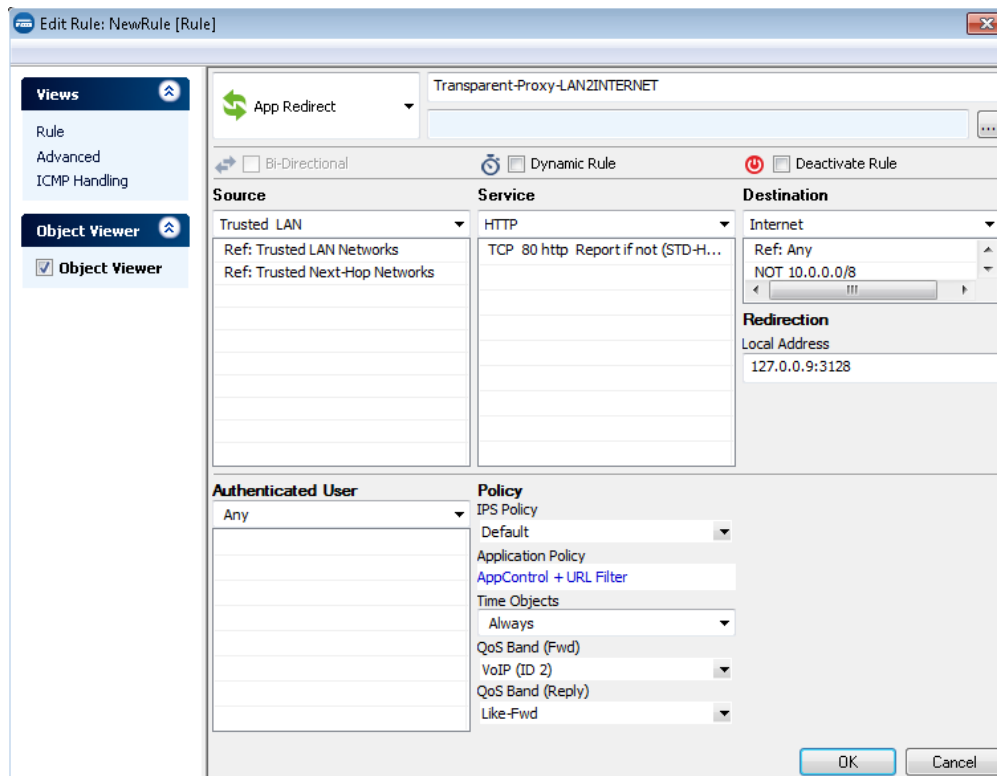 Edit Rule: NewRule [Rule]
Views
Rule
Advanced
ICMP Handling
Object Viewer
Object Viewer
App Redirect
Transparent-Proxy-LAN2INTERNET
...
Bi-Directional
Dynamic Rule
Deactivate Rule
Source
Trusted LAN
Ref: Trusted LAN Networks
Ref: Trusted Next-Hop Networks
Service
HTTP
TCP 80 http Report if not (STD-H...
Destination
Internet
Ref: Any
NOT 10.0.0.0/8
Redirection
Local Address
127.0.0.9:3128
Authenticated User
Any
Policy
IPS Policy
Default
Application Policy
AppControl + URL Filter
Time Objects
Always
QoS Band (Fwd)
VoIP (ID 2)
QoS Band (Reply)
Like-Fwd
OK
Cancel